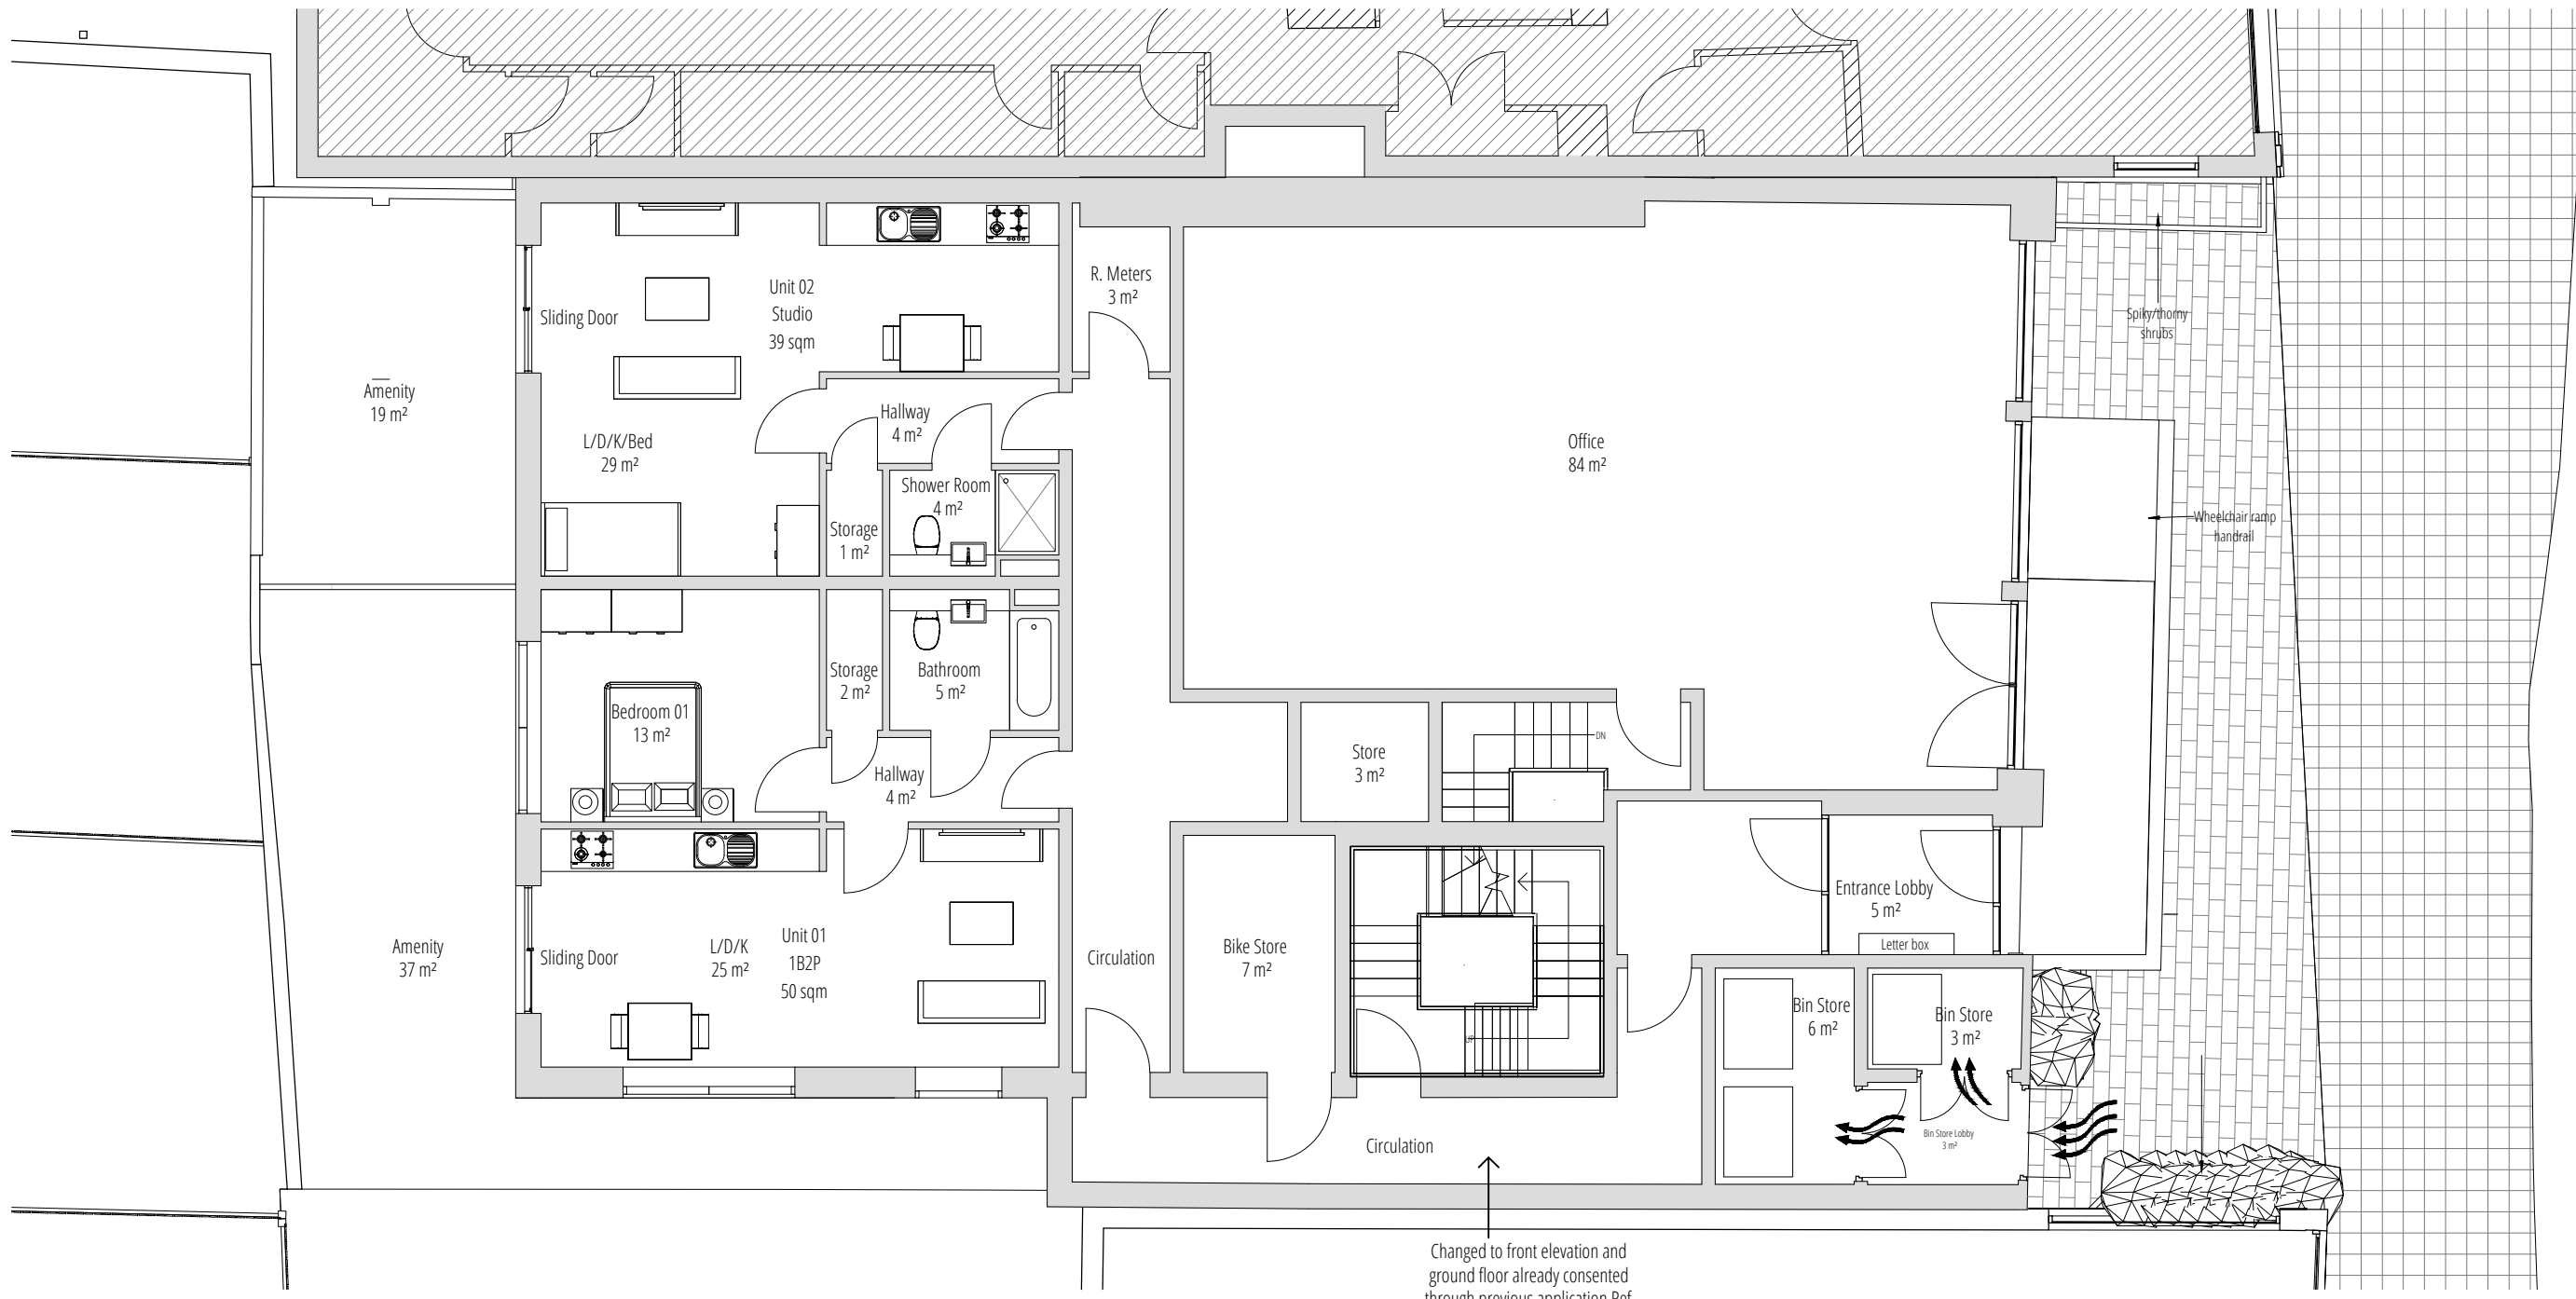 Unit 02
Studio
39 sqm
Sliding Door
R. Meters
3 m²
Spiky/thorny
shrubs
Amenity
19 m²
Hallway
4 m²
L/D/K/Bed
29 m²
Office
84 m²
Shower Room
4 m²
Storage
1 m²
Wheelchair ramp
handrail
Storage
2 m²
Bathroom
5 m²
Bedroom 01
13 m²
DN
Store
3 m²
Hallway
4 m²
Entrance Lobby
5 m²
Letter box
Amenity
37 m²
Sliding Door
L/D/K
25 m²
Unit 01
1B2P
50 sqm
Circulation
Bike Store
7 m²
Bin Store
6 m²
Bin Store
3 m²
Bin Store Lobby
3 m²
Circulation
Changed to front elevation and
ground floor already consented
through previous application Ref